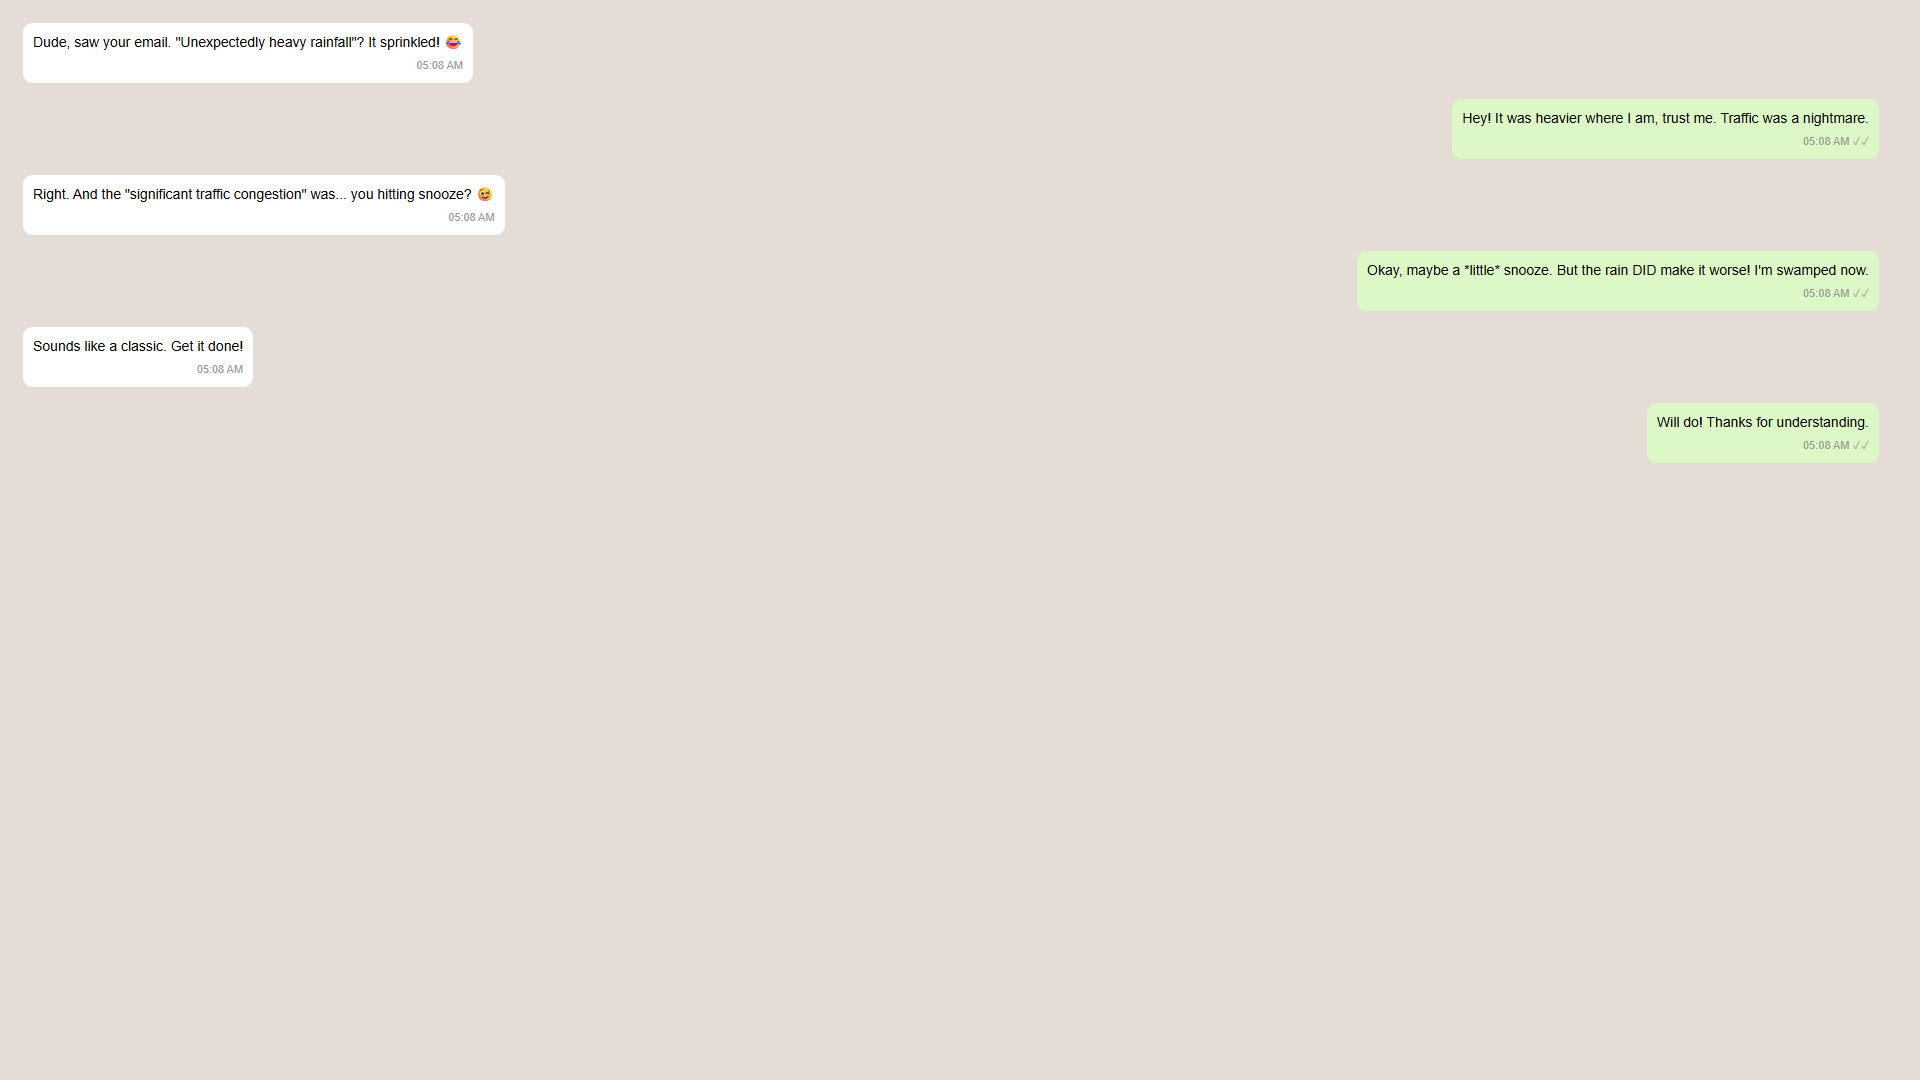 Dude, saw your email. "Unexpectedly heavy rainfall"? It sprinkled! 😂
05:08 AM
Hey! It was heavier where I am, trust me. Traffic was a nightmare.
05:08 AM ✓✓
Right. And the "significant traffic congestion" was... you hitting snooze? 😉
05:08 AM
Okay, maybe a *little* snooze. But the rain DID make it worse! I'm swamped now.
05:08 AM ✓✓
Sounds like a classic. Get it done!
05:08 AM
Will do! Thanks for understanding.
05:08 AM ✓✓